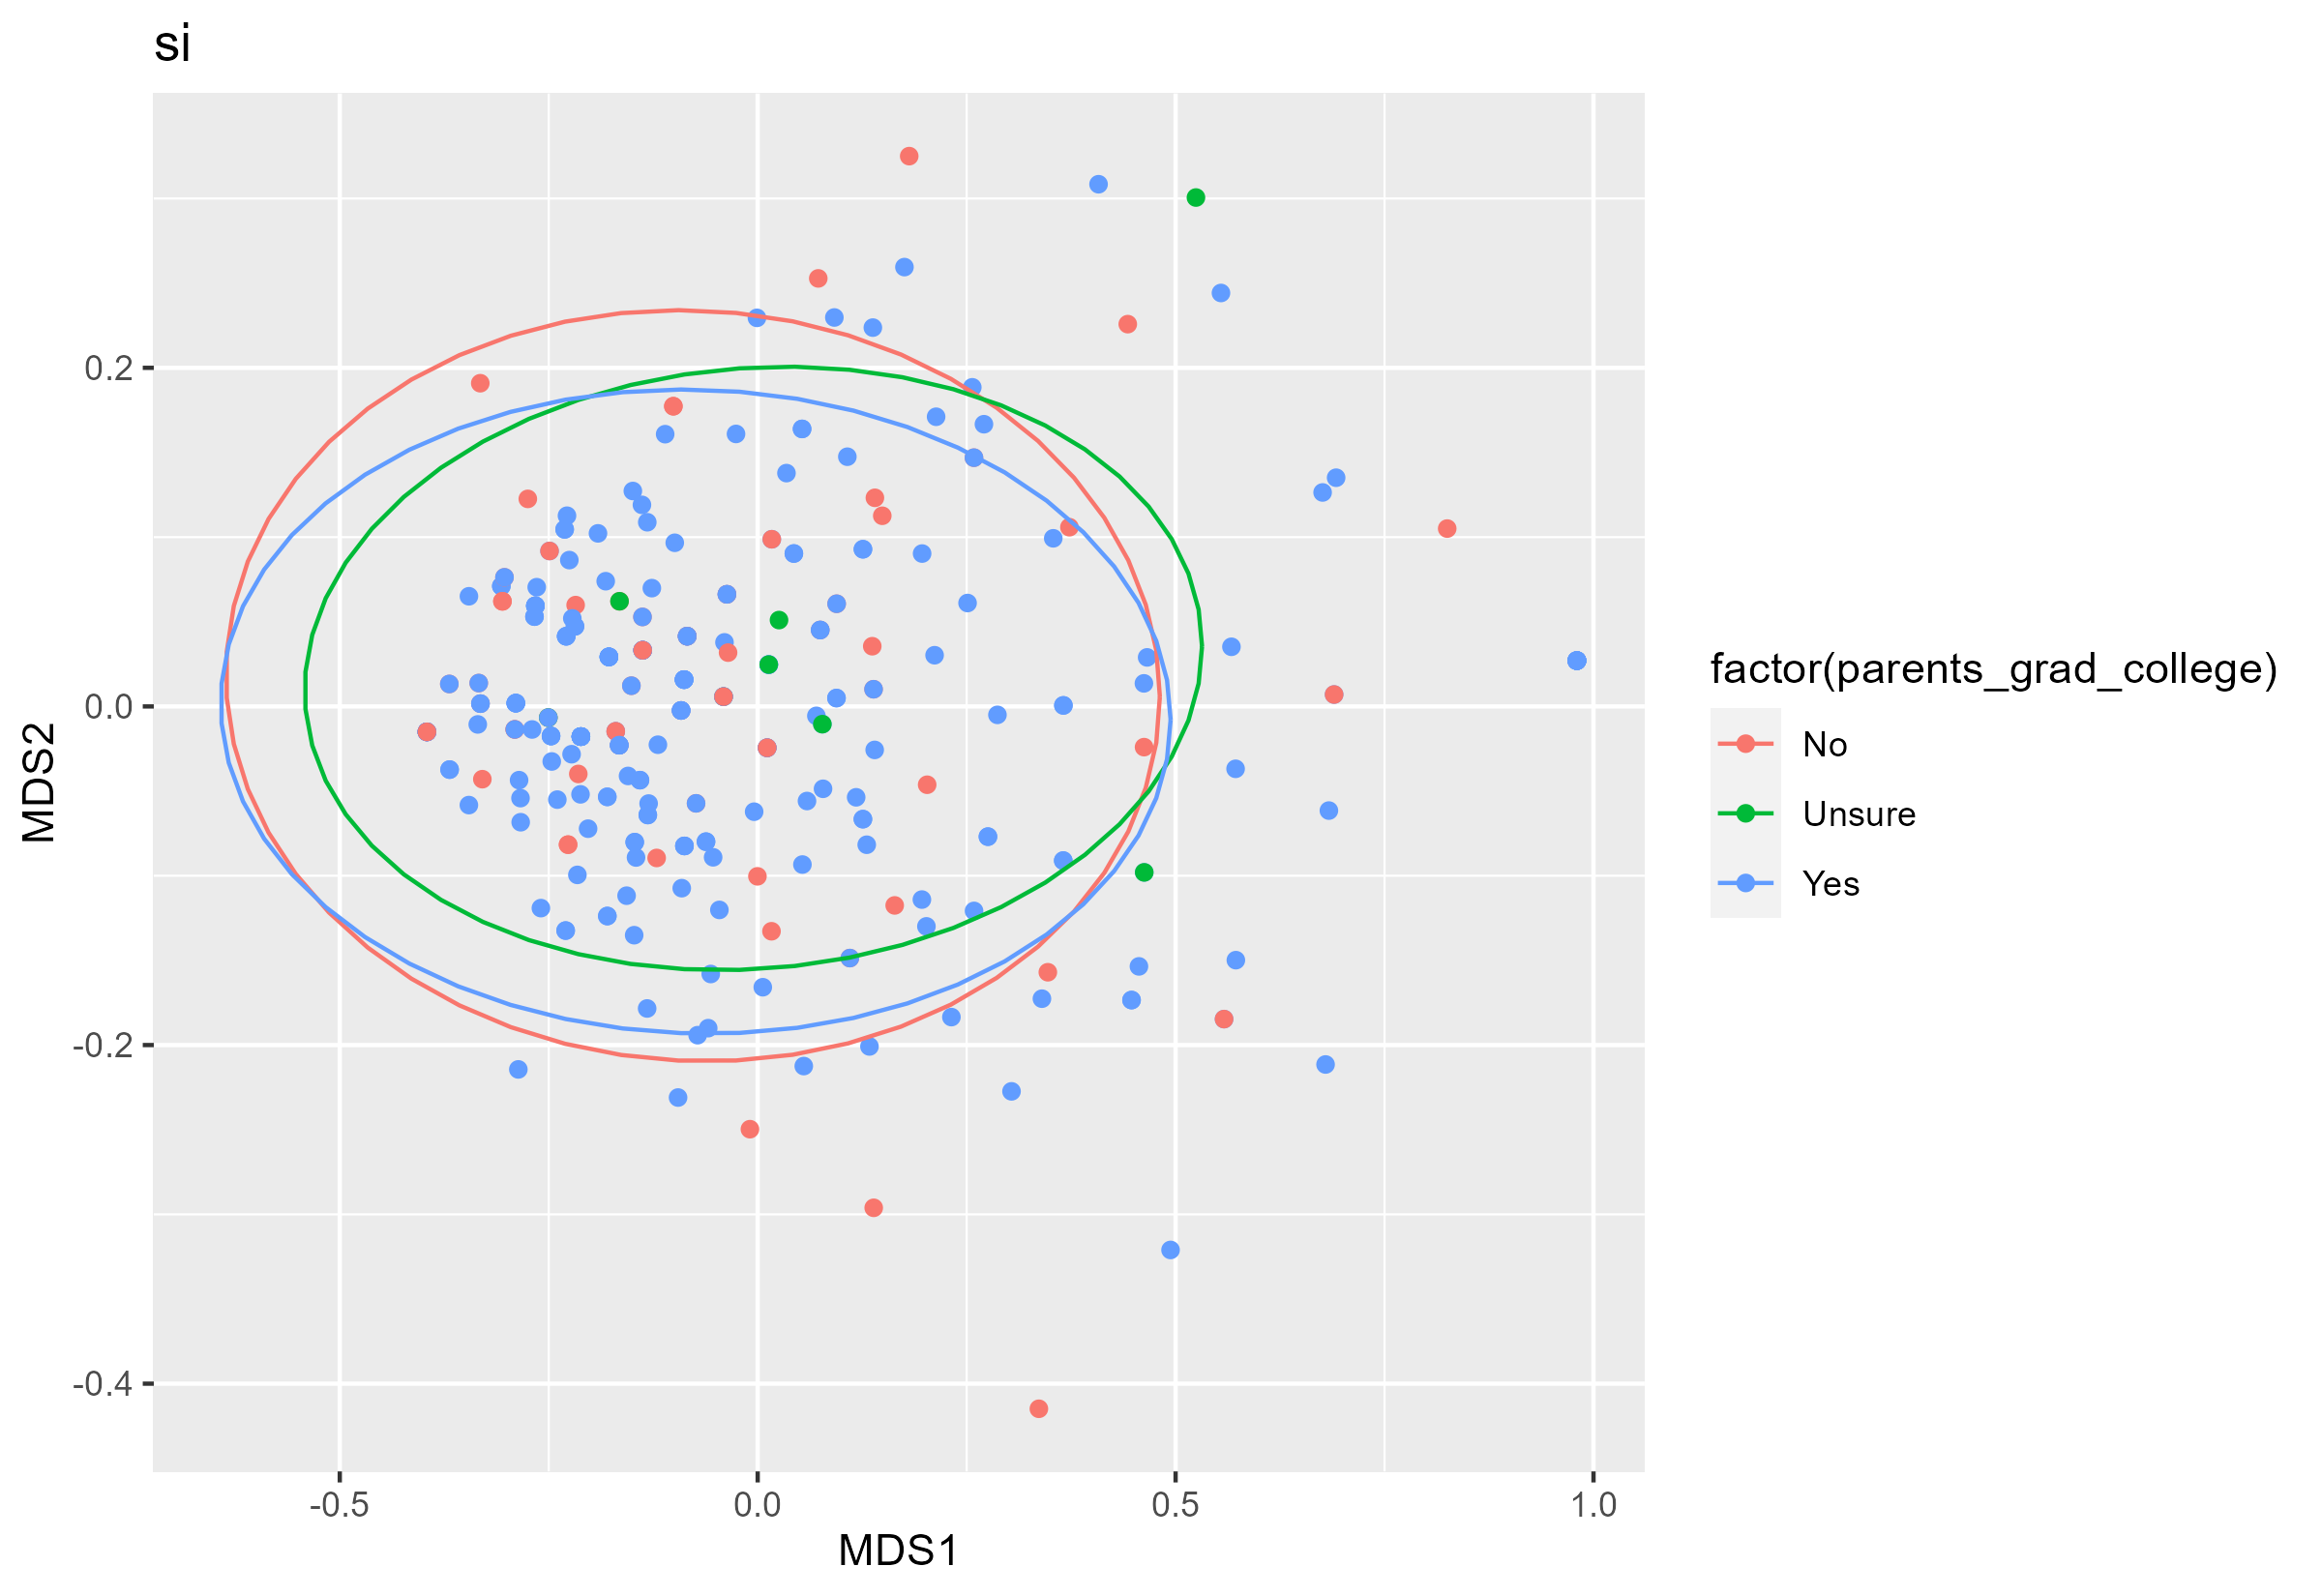 si
0.2
0.0
-0.2
-0.4
MDS2
-0.5
0.0
0.5
1.0
MDS1
factor(parents_grad_college)
No
Unsure
Yes